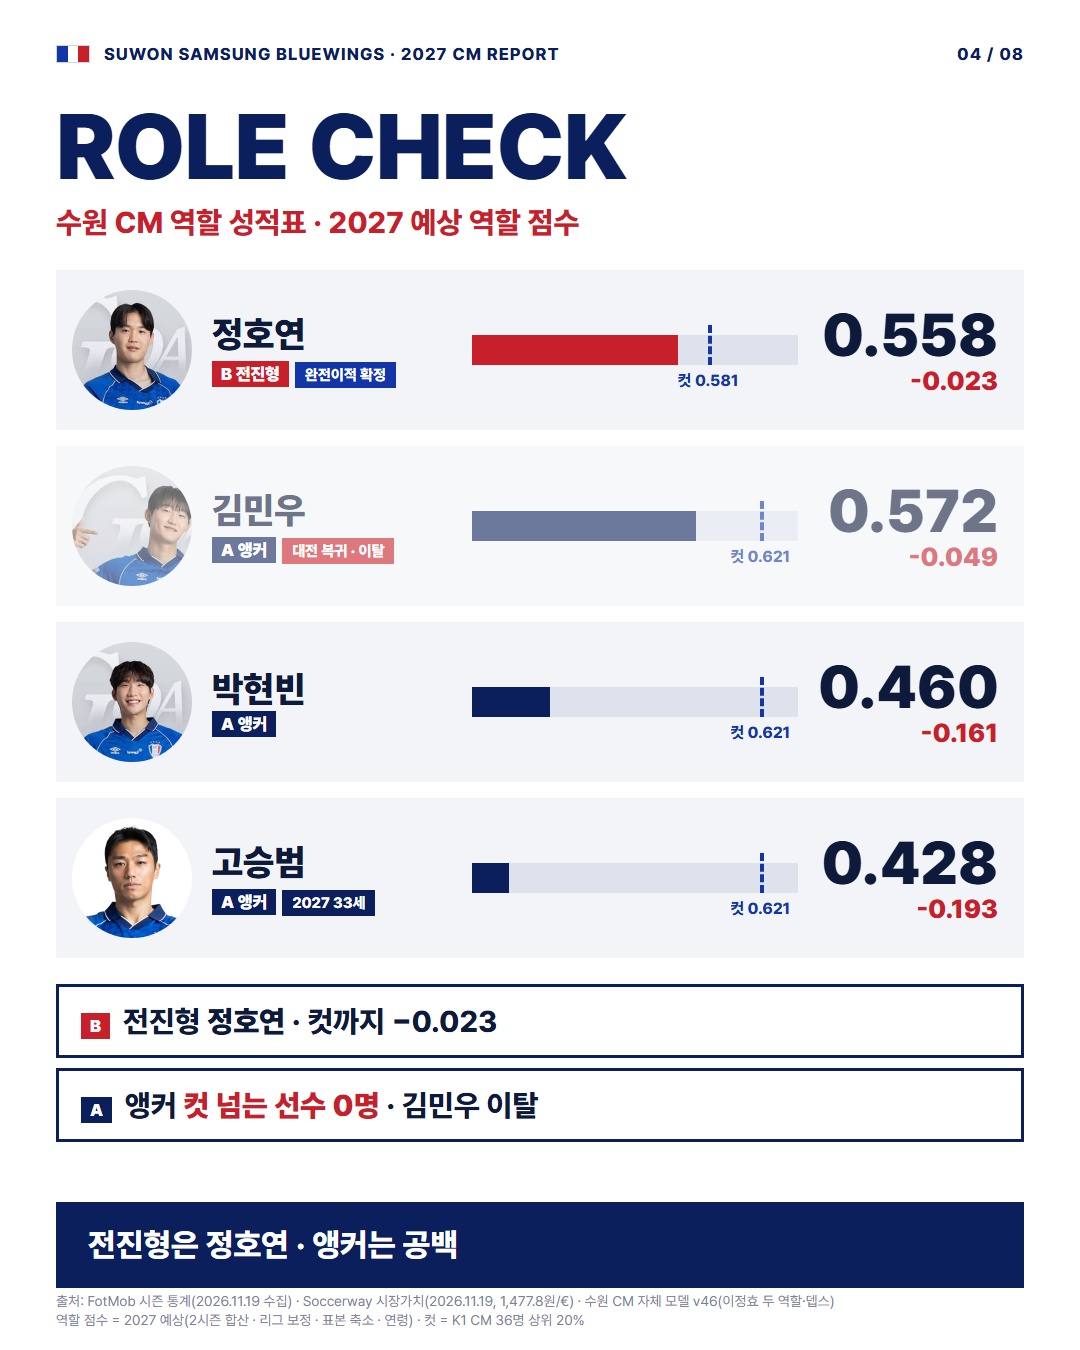 SUWON SAMSUNG BLUEWINGS · 2027 CM REPORT
04 / 08
ROLE CHECK
수원 CM 역할 성적표 · 2027 예상 역할 점수
정호연
B 전진형 완전이적 확정
컷 0.581
0.558
-0.023
김민우
A 앵커 대전 복귀 · 이탈
컷 0.621
0.572
-0.049
박현빈
A 앵커
컷 0.621
0.460
-0.161
고승범
A 앵커 2027 33세
컷 0.621
0.428
-0.193
B 전진형 정호연 · 컷까지 −0.023
A 앵커 컷 넘는 선수 0명 · 김민우 이탈
전진형은 정호연 · 앵커는 공백
출처: FotMob 시즌 통계(2026.11.19 수집) · Soccerway 시장가치(2026.11.19, 1,477.8원/€) · 수원 CM 자체 모델 v46(이정효 두 역할·뎁스)
역할 점수 = 2027 예상(2시즌 합산 · 리그 보정 · 표본 축소 · 연령) · 컷 = K1 CM 36명 상위 20%